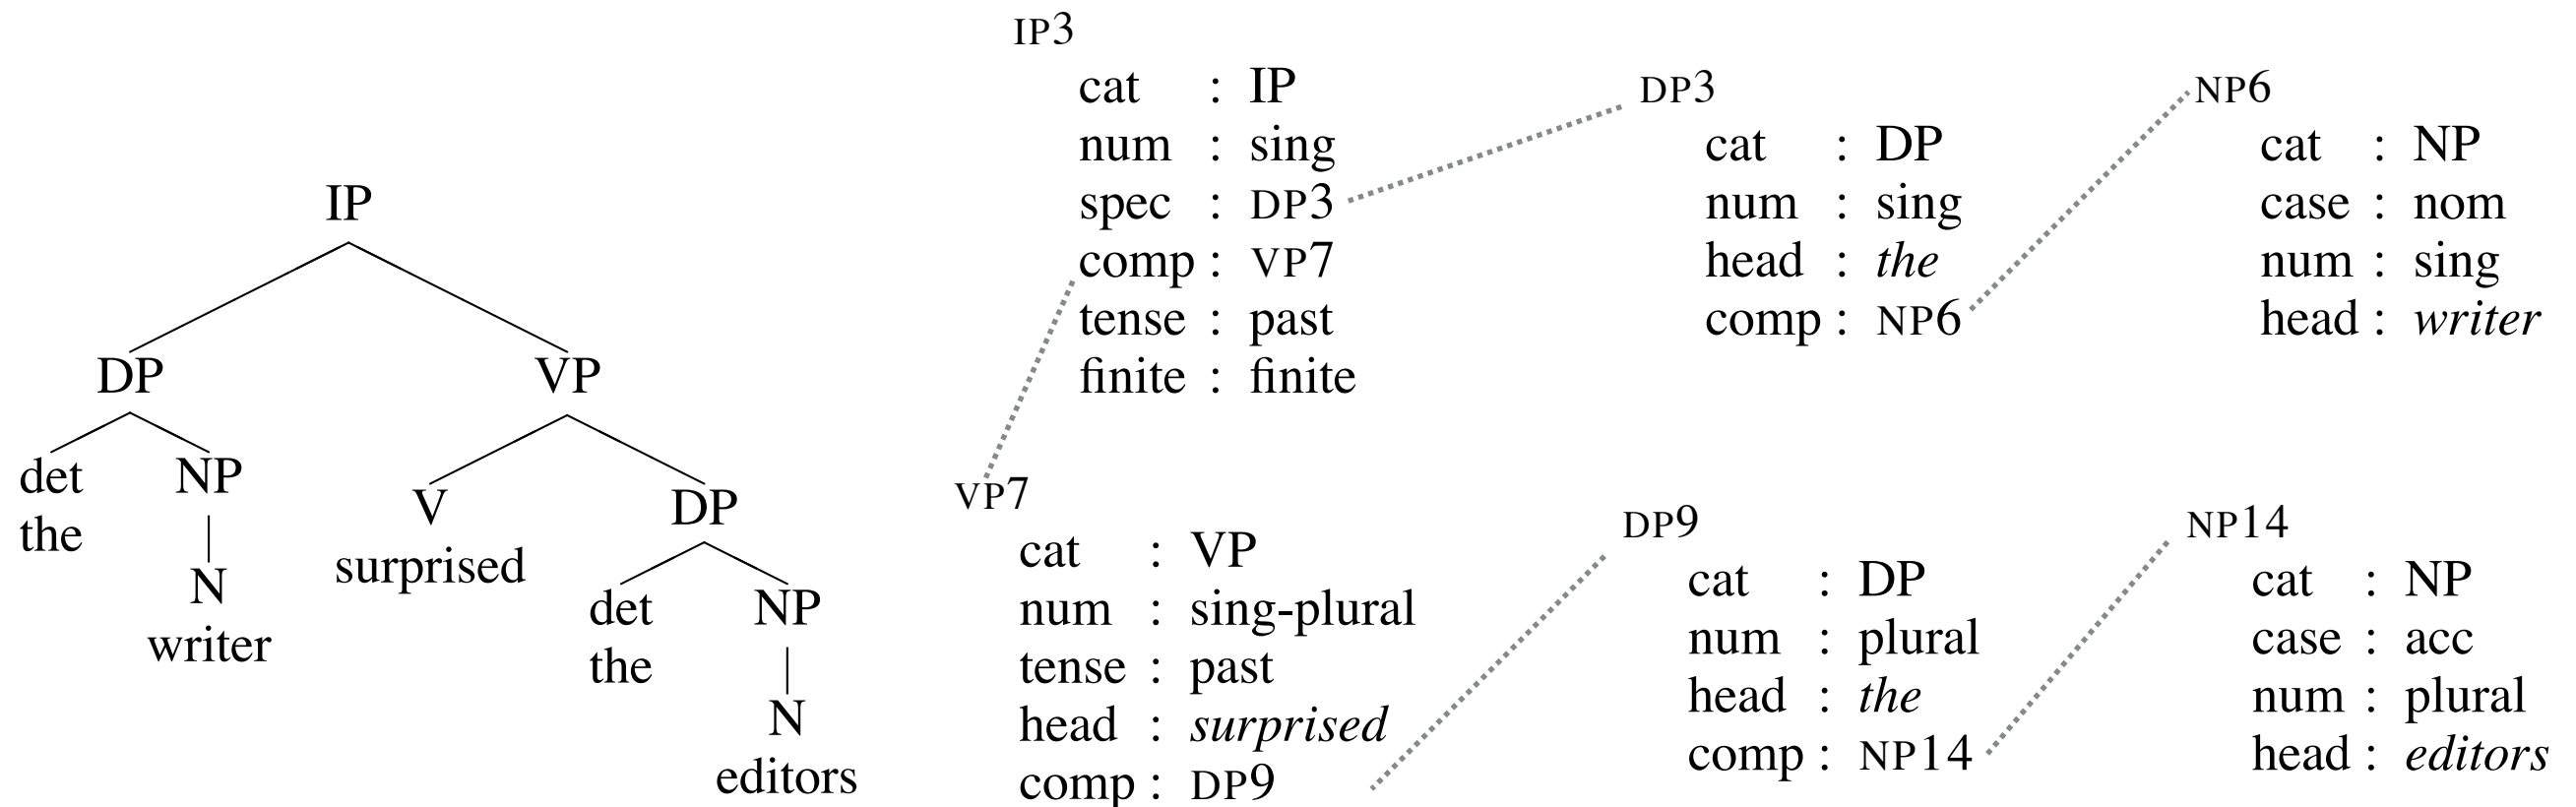 IP
DP VP
det NP
the
N
writer
V DP
surprised
det NP
the
N
editors
IP3
cat : IP
num : sing
spec : DP3
comp : VP7
tense : past
finite : finite
DP3
cat : DP
num : sing
head : the
comp : NP6
NP6
cat : NP
case : nom
num : sing
head : writer
VP7
cat : VP
num : sing-plural
tense : past
head : surprised
comp : DP9
DP9
cat : DP
num : plural
head : the
comp : NP14
NP14
cat : NP
case : acc
num : plural
head : editors